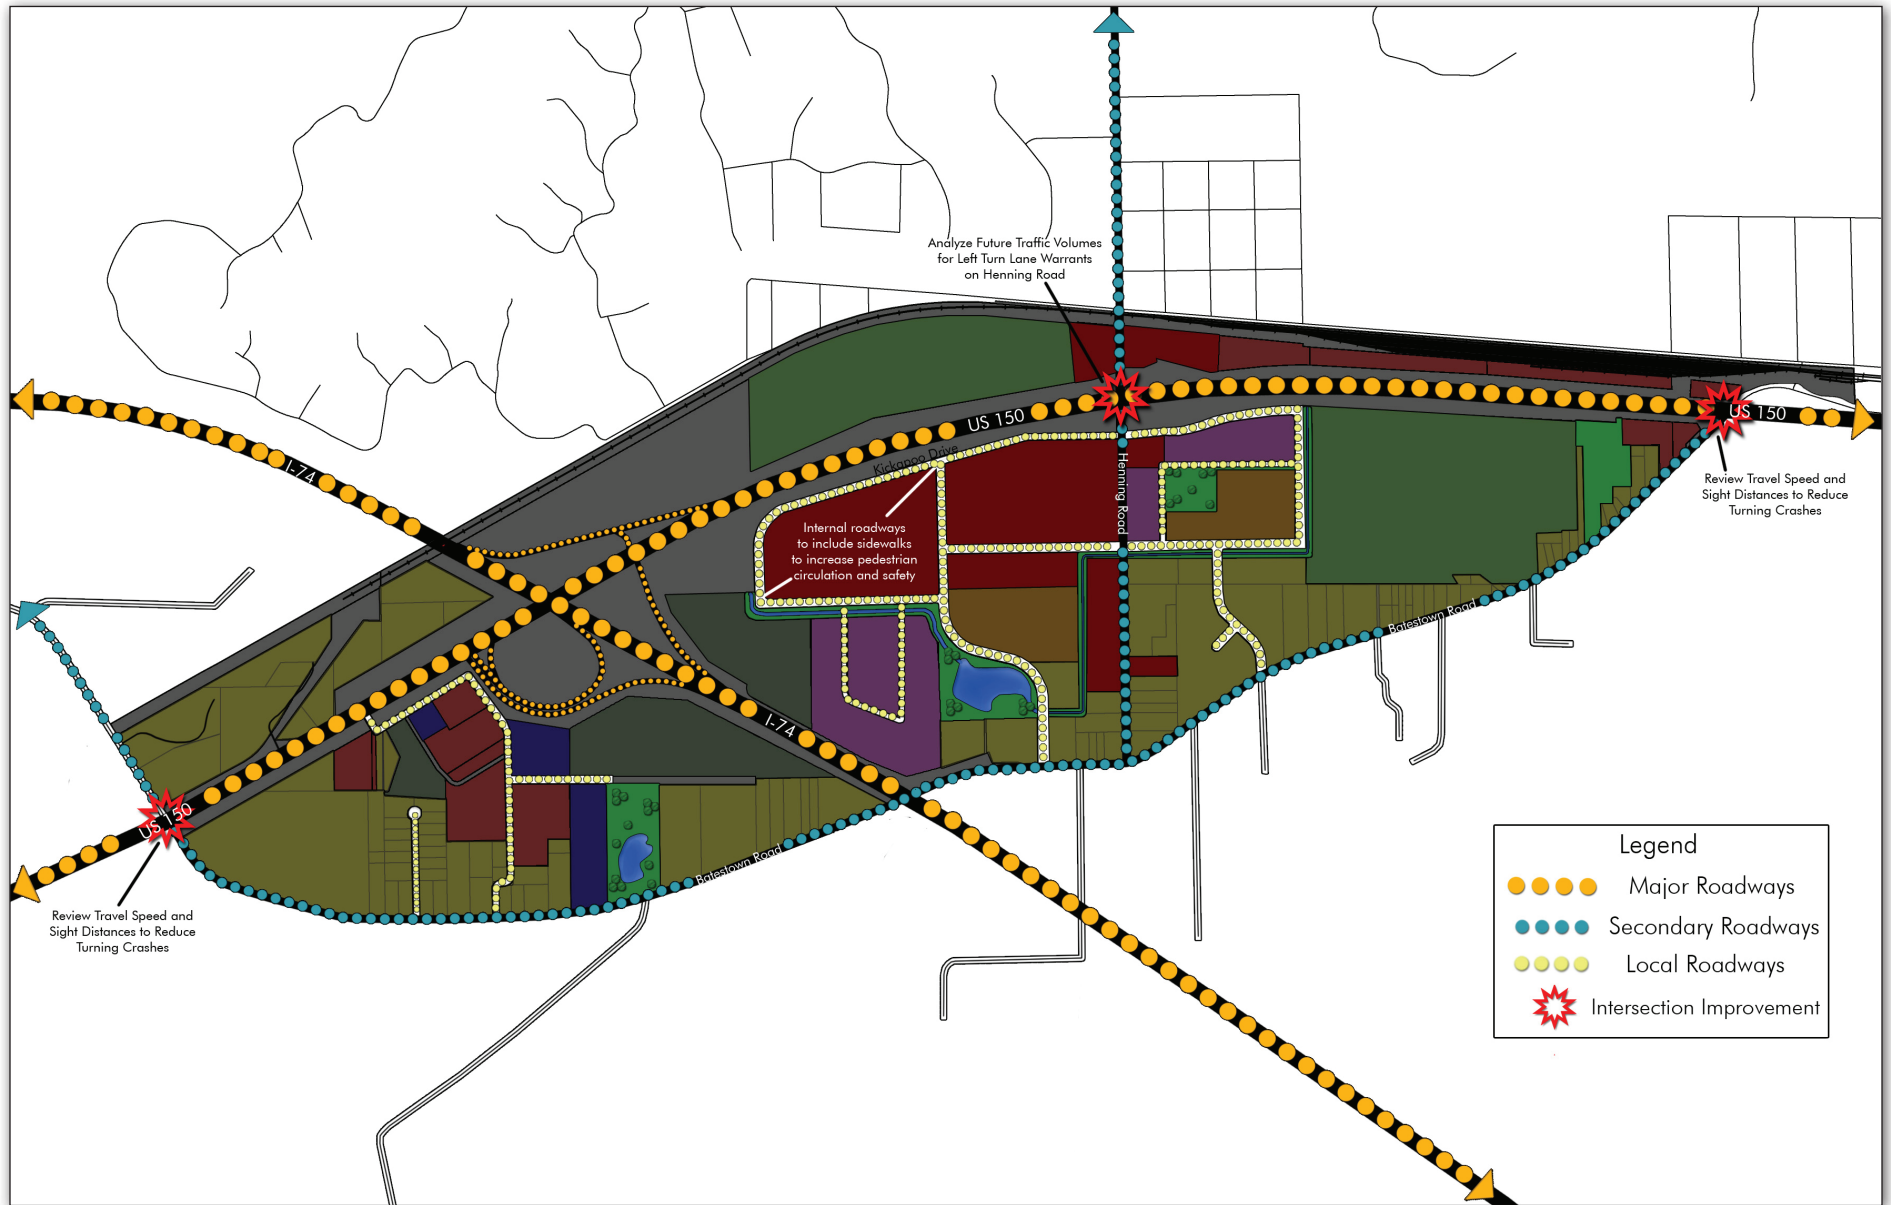 Analyze Future Traffic Volumes
for Left Turn Lane Warrants
on Henning Road
US 150
US 150
I-74
Kickapoo Drive
Henning Road
Review Travel Speed and
Sight Distances to Reduce
Turning Crashes
Internal roadways
to include sidewalks
to increase pedestrian
circulation and safety
Batestown Road
I-74
US 150
Batestown Road
Review Travel Speed and
Sight Distances to Reduce
Turning Crashes
Legend
Major Roadways
Secondary Roadways
Local Roadways
Intersection Improvement